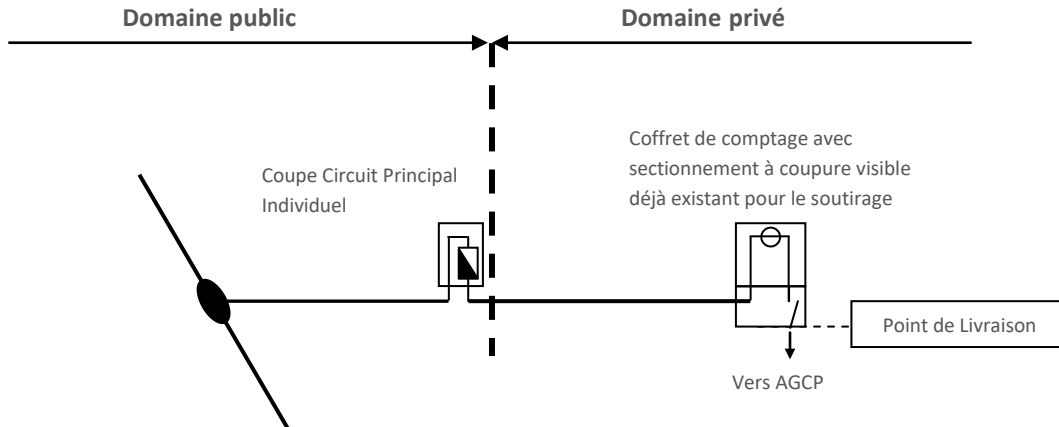 Domaine public
Domaine privé
Coffret de comptage avec
sectionnement à coupure visible
déjà existant pour le soutirage
Coupe Circuit Principal
Individuel
Point de Livraison
Vers AGCP